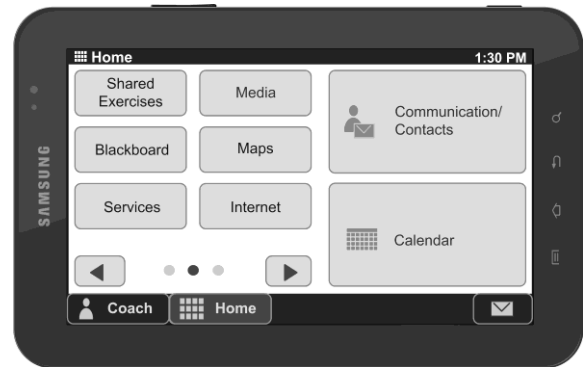 Home 1:30 PM
Shared
Exercises
Media
Communication/
Contacts
Blackboard
Maps
Services
Internet
Calendar
Coach
Home
SAMSUNG